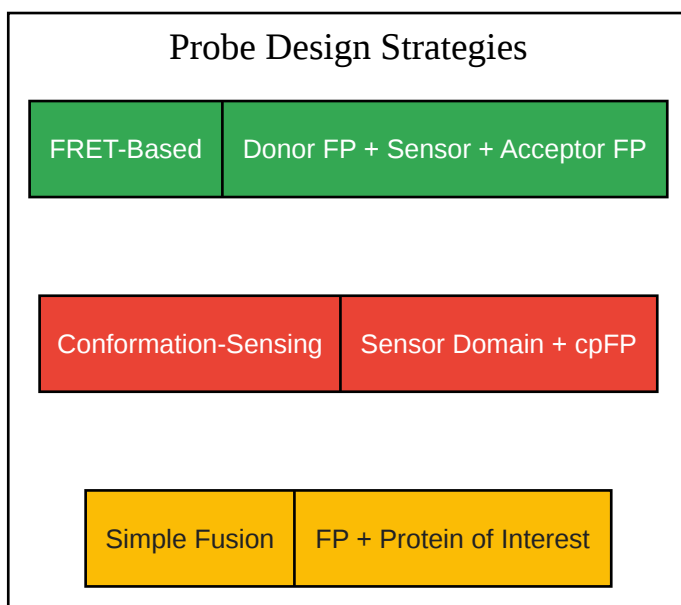 Probe Design Strategies
FRET-Based Donor FP + Sensor + Acceptor FP
Conformation-Sensing Sensor Domain + cpFP
Simple Fusion FP + Protein of Interest